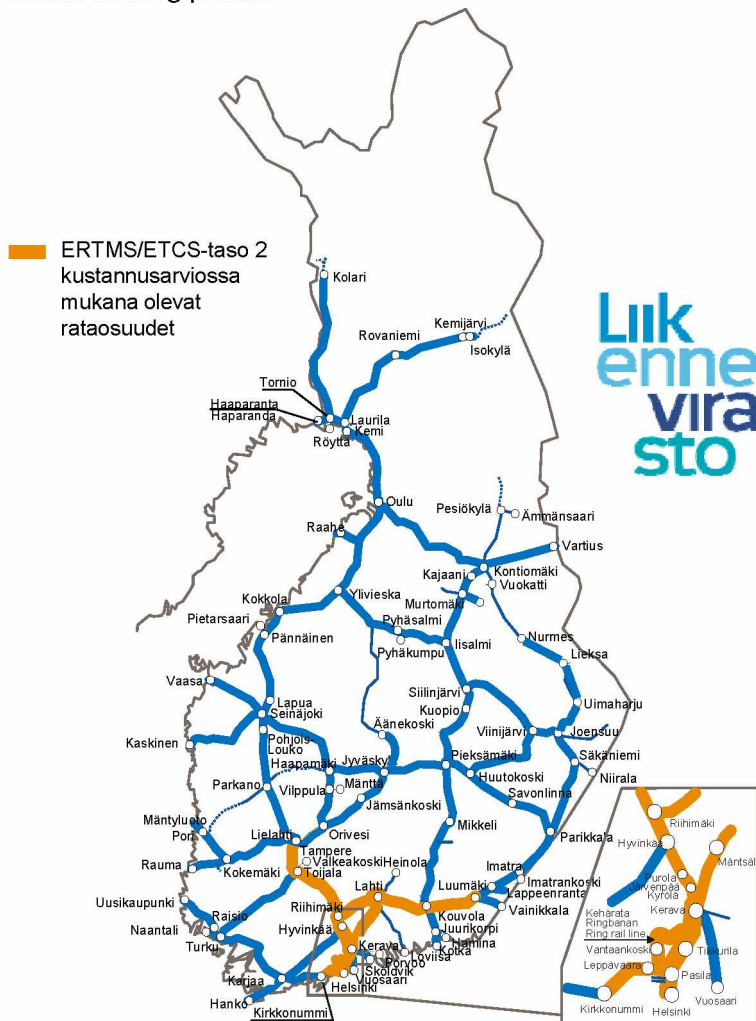 ERTMS/ETCS-taso 2
kustannusarviossa
mukana olevat
rataosuudet
Liik
enne
vira
sto
Kolari
Kemijärvi
Rovaniemi
Isokylä
Tornio
Haaparanta
Haparanda
Laurila
Röyttä
Kemi
Oulu
Pesiökylä
Ämmänsaari
Raahe
Vartius
Kontiomäki
Kajaani
Vuokatti
Ylivieska
Murtomäki
Kokkola
Pietarsaari
Pännäinen
Pyhäsalmi
Pyhäkumpu
Iisalmi
Nurmes
Lieksa
Vaasa
Siilinjärvi
Kuopio
Uimaharju
Lapua
Seinäjoki
Viinijärvi
Joensuu
Kaskinen
Äänekoski
Pohjois-
Louko
Haapamäki
Jyväsky
Pieksämäki
Säkäniemi
Huutokoski
Niirala
Parkano
Vilppula
Mänttä
Savonlinna
Jämsänkoski
Mäntyluoto
Pori
Mikkeli
Lielahti
Orivesi
Parikkala
Tampere
Valkeakoski
Heinola
Imatra
Rauma
Kokemäki
Toijala
Imatrankoski
Lahti
Luumäki
Lappeenranta
Uusikaupunki
Riihimäki
Kouvola
Vainikkala
Raisio
Hyvinkää
Juurikorpi
Naantali
Hamina
Turku
Kerava
Kotka
Loviisa
Porvoo
Karjaa
Sköldvik
Vuosaari
Helsinki
Hanko
Kirkkonummi
Riihimäki
Hyvinkää
Mäntsäl
Purola
Järvenpää
Kyrölä
Kerava
Kehärata
Ringbanan
Ring rail line
Vantaankoski
Tikkurila
Leppävaara
Pasila
Kirkkonummi
Helsinki
Vuosaari